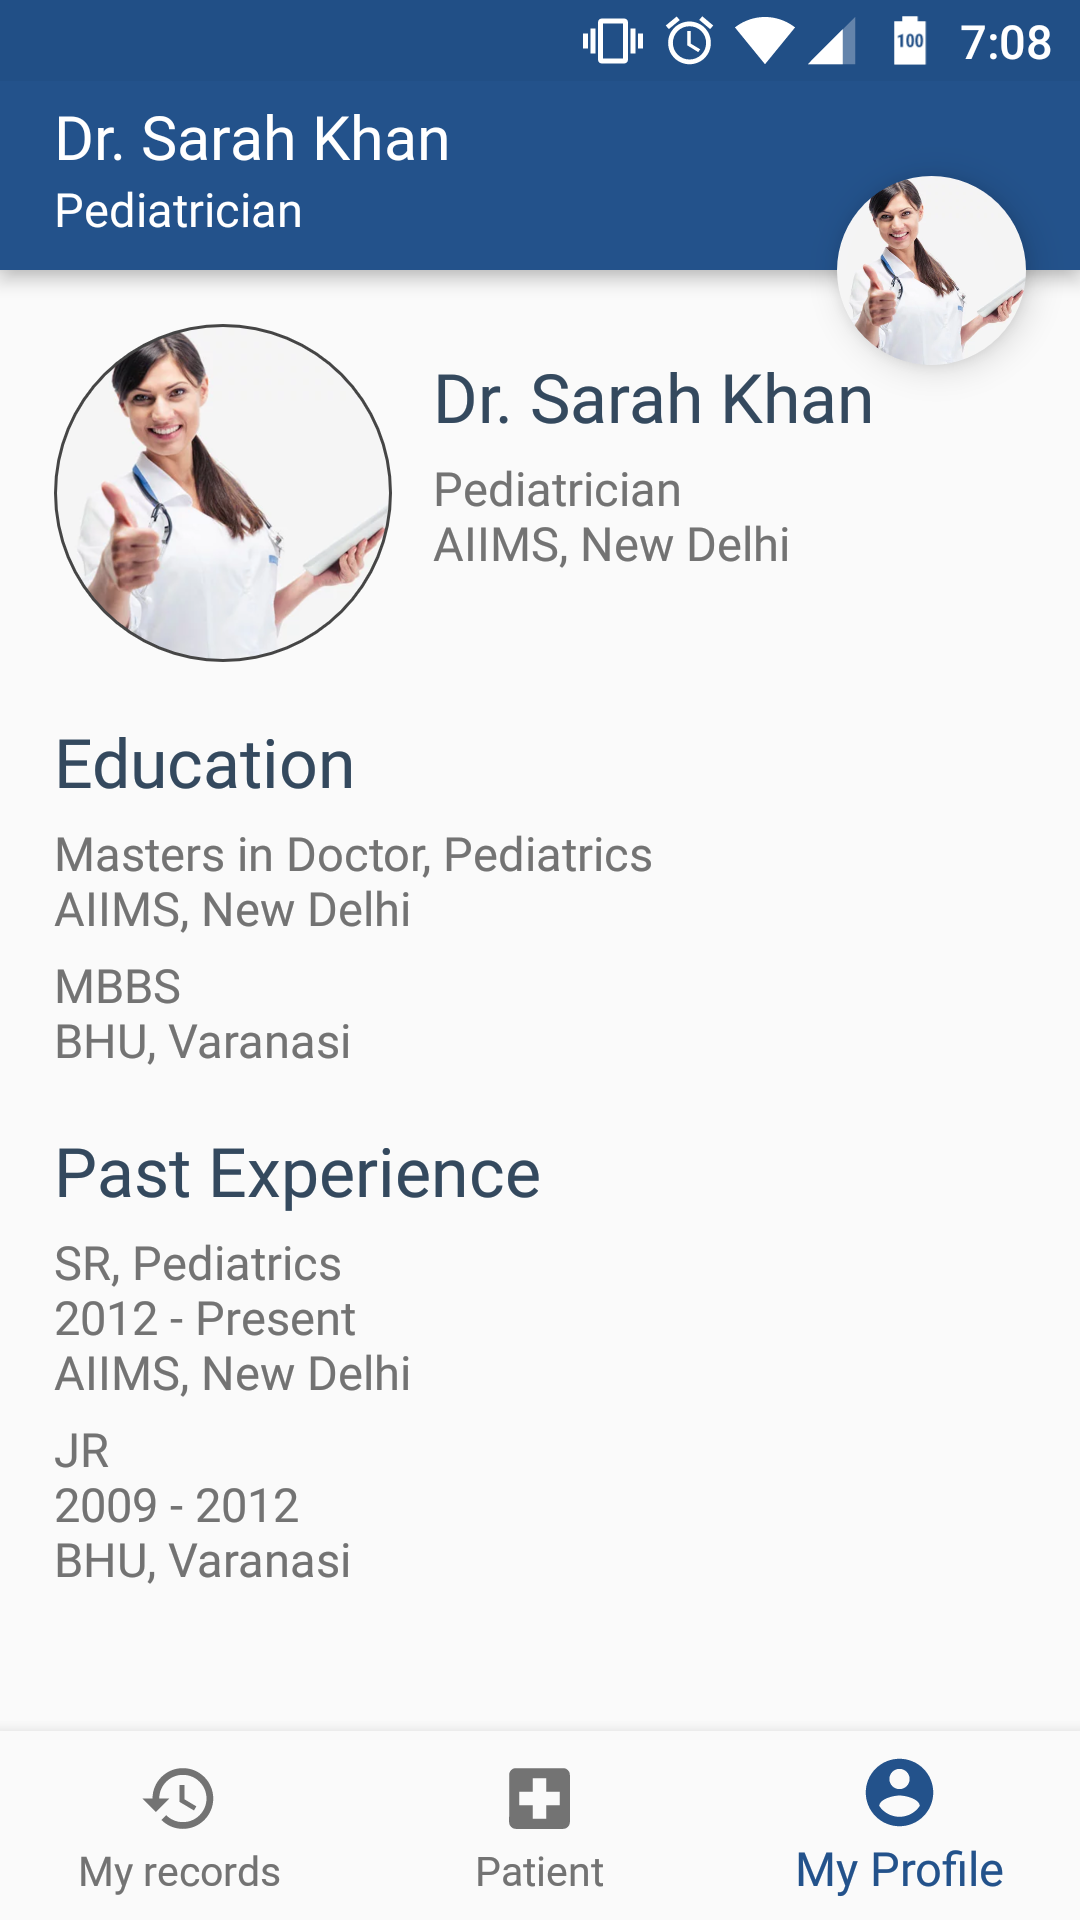 100 7:08
Dr. Sarah Khan
Pediatrician
Dr. Sarah Khan
Pediatrician
AIIMS, New Delhi
Education
Masters in Doctor, Pediatrics
AIIMS, New Delhi
MBBS
BHU, Varanasi
Past Experience
SR, Pediatrics
2012 - Present
AIIMS, New Delhi
JR
2009 - 2012
BHU, Varanasi
My records Patient My Profile